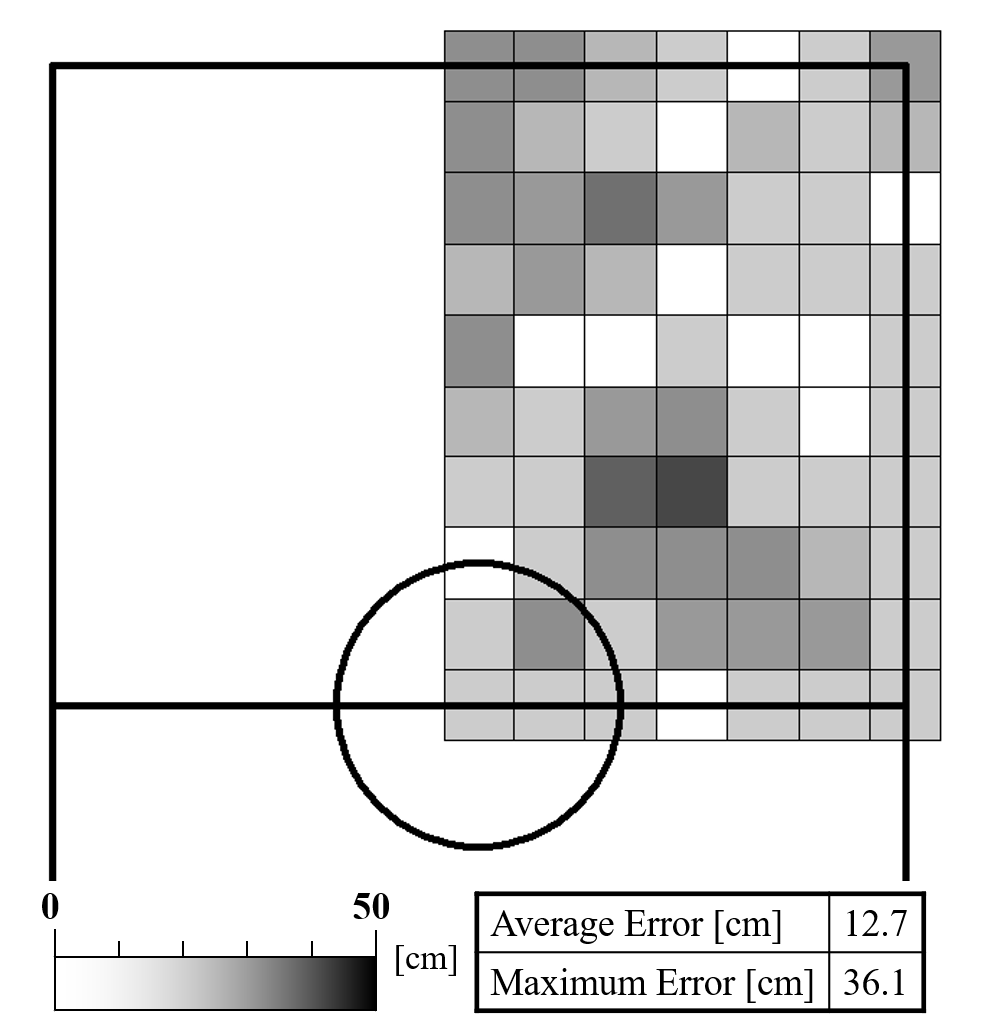 0 50
[cm]
Average Error [cm] 12.7
Maximum Error [cm] 36.1